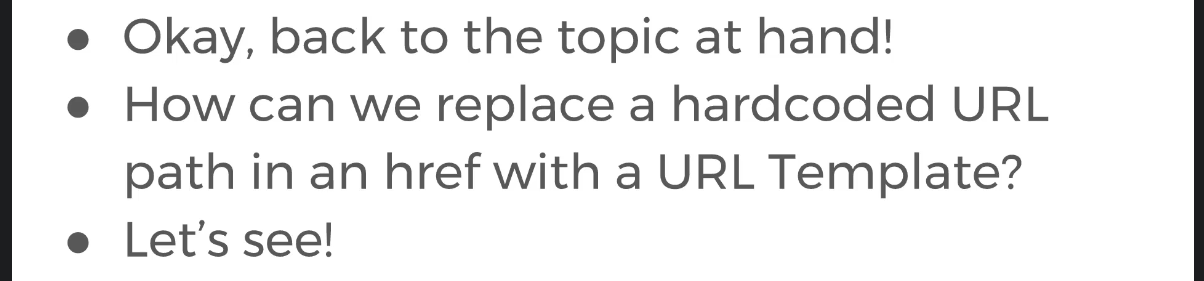 ● Okay, back to the topic at hand!
● How can we replace a hardcoded URL
path in an href with a URL Template?
● Let’s see!